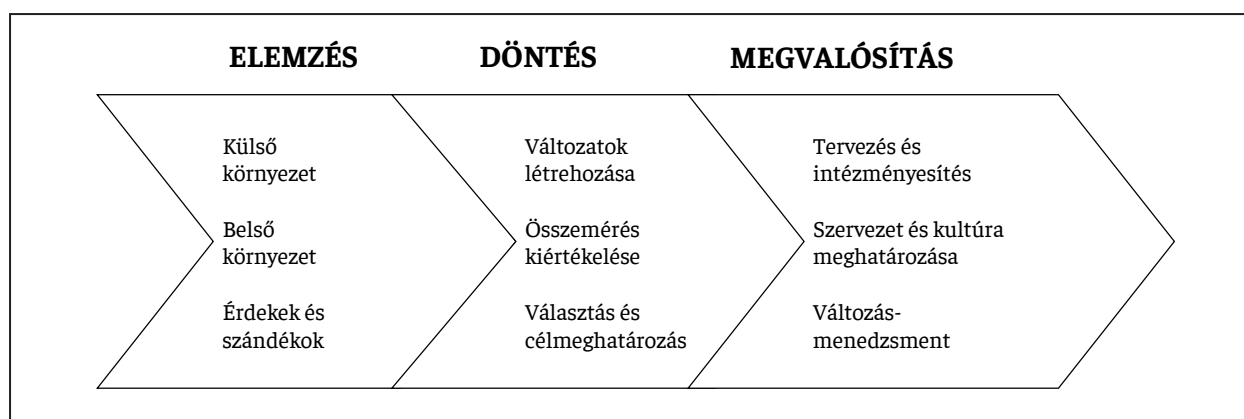 ELEMZÉS
DÖNTÉS
MEGVALÓSÍTÁS
Külső
környezet
Belső
környezet
Érdekek és
szándékok
Változatok
létrehozása
Összemérés
kiértékelése
Választás és
célmeghatározás
Tervezés és
intézményesítés
Szervezet és kultúra
meghatározása
Változás-
menedzsment